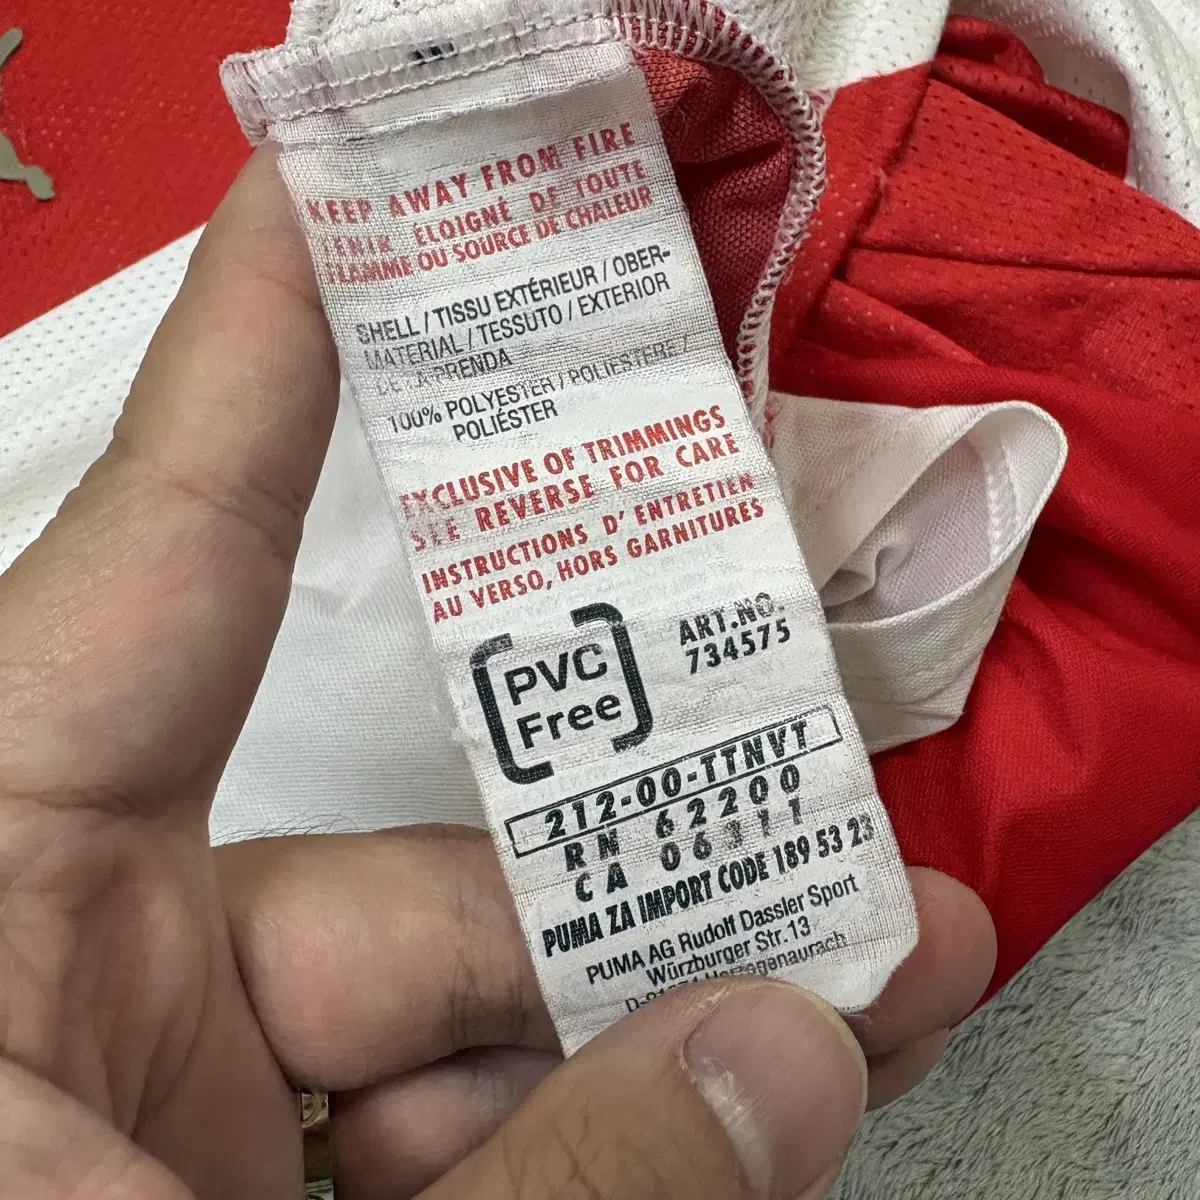 KEEP AWAY FROM FIRE
TENIR ÉLOIGNÉ DE TOUTE
FLAMME OU SOURCE DE CHALEUR
SHELL / TISSU EXTÉRIEUR / OBER-
MATERIAL / TESSUTO / EXTERIOR
DE LA PRENDA
100% POLYESTER / POLIESTERE /
POLIÉSTER
EXCLUSIVE OF TRIMMINGS
SEE REVERSE FOR CARE
INSTRUCTIONS D' ENTRETIEN
AU VERSO, HORS GARNITURES
PVC
Free
ART.NO.
734575
212-00-TTNVT
RN 62200
CA 06311
PUMA ZA IMPORT CODE 189 53 23
PUMA AG Rudolf Dassler Sport
Würzburger Str. 13
Herzogenaurach